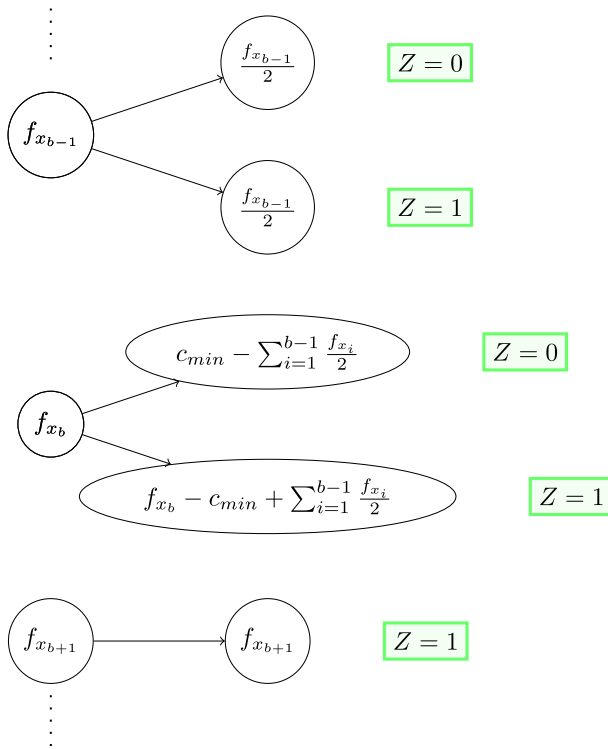 $\frac{f_{x_{b-1}}}{2}$ $Z = 0$
$f_{x_{b-1}}$
$\frac{f_{x_{b-1}}}{2}$ $Z = 1$
$c_{min} - \sum_{i=1}^{b-1} \frac{f_{x_i}}{2}$ $Z = 0$
$f_{x_b}$
$f_{x_b} - c_{min} + \sum_{i=1}^{b-1} \frac{f_{x_i}}{2}$ $Z = 1$
$f_{x_{b+1}}$ $f_{x_{b+1}}$ $Z = 1$